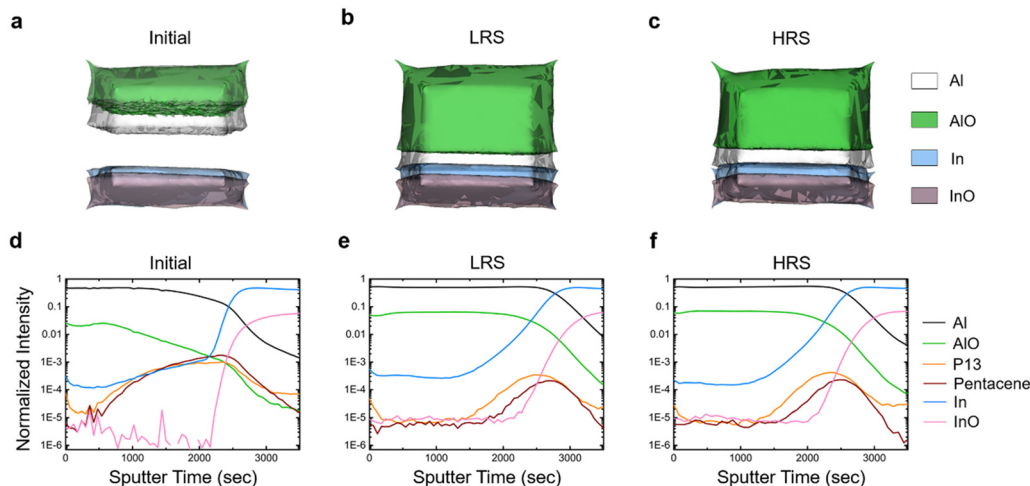 a
Initial
b
LRS
c
HRS
Al
AlO
In
InO
d
Initial
Normalized Intensity
1
0.1
0.01
1E-3
1E-4
1E-5
1E-6
0
1000
2000
3000
Sputter Time (sec)
e
LRS
1
0.1
0.01
1E-3
1E-4
1E-5
1E-6
0
1000
2000
3000
Sputter Time (sec)
f
HRS
1
0.1
0.01
1E-3
1E-4
1E-5
1E-6
0
1000
2000
3000
Sputter Time (sec)
Al
AlO
P13
Pentacene
In
InO